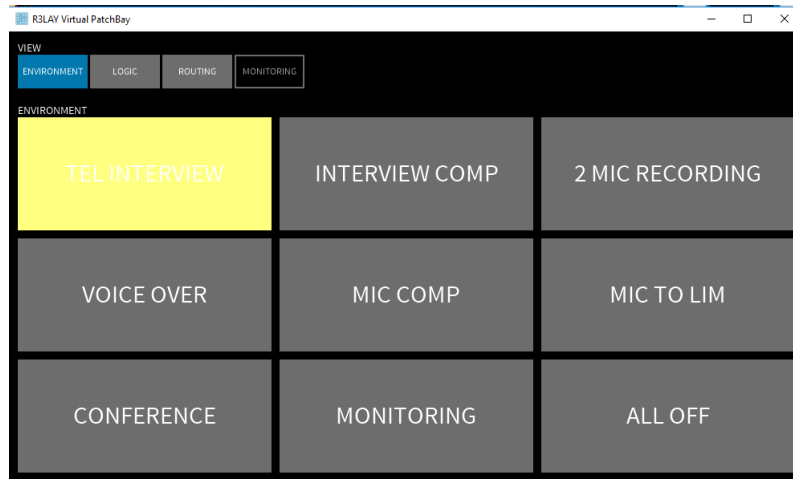 R3LAY Virtual PatchBay
VIEW
ENVIRONMENT LOGIC ROUTING MONITORING
ENVIRONMENT
TEL INTERVIEW INTERVIEW COMP 2 MIC RECORDING
VOICE OVER MIC COMP MIC TO LIM
CONFERENCE MONITORING ALL OFF